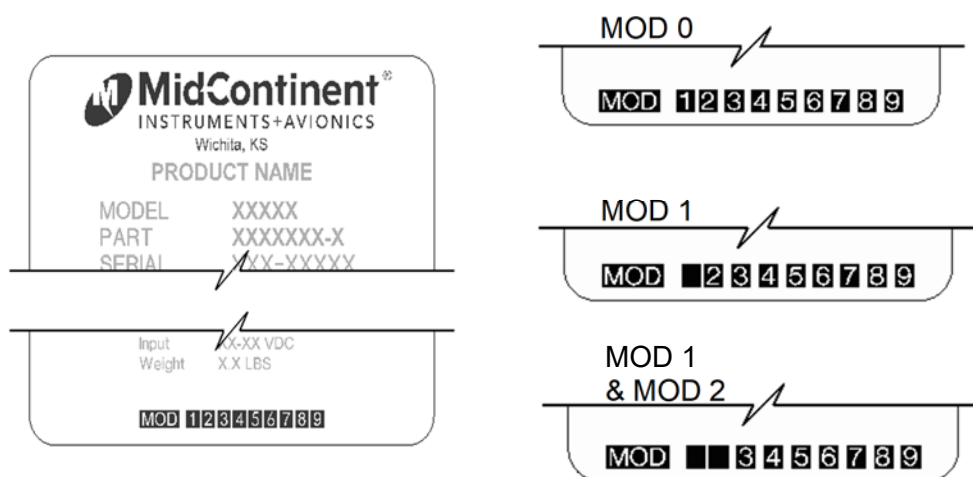 MidContinent®
INSTRUMENTS+AVIONICS
Wichita, KS
PRODUCT NAME
MODEL XXXXX
PART XXXXXXX-X
SERIAL XXX-XXXXX
Input XX-XX VDC
Weight X.X LBS
MOD 1 2 3 4 5 6 7 8 9
MOD 0
MOD 1 2 3 4 5 6 7 8 9
MOD 1
MOD 2 3 4 5 6 7 8 9
MOD 1
& MOD 2
MOD 3 4 5 6 7 8 9